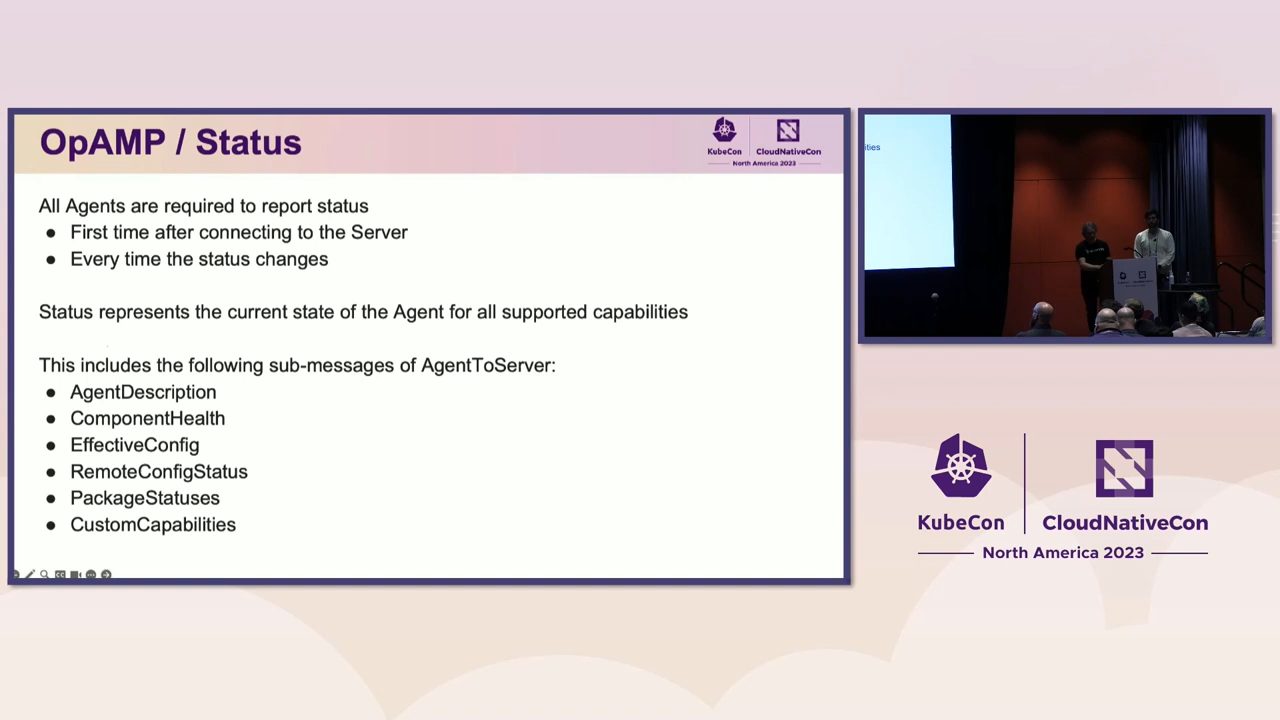 OpAMP / Status
KubeCon
CloudNativeCon
North America 2023
All Agents are required to report status
● First time after connecting to the Server
● Every time the status changes
Status represents the current state of the Agent for all supported capabilities
This includes the following sub-messages of AgentToServer:
● AgentDescription
● ComponentHealth
● EffectiveConfig
● RemoteConfigStatus
● PackageStatuses
● CustomCapabilities
ities
KubeCon
CloudNativeCon
North America 2023